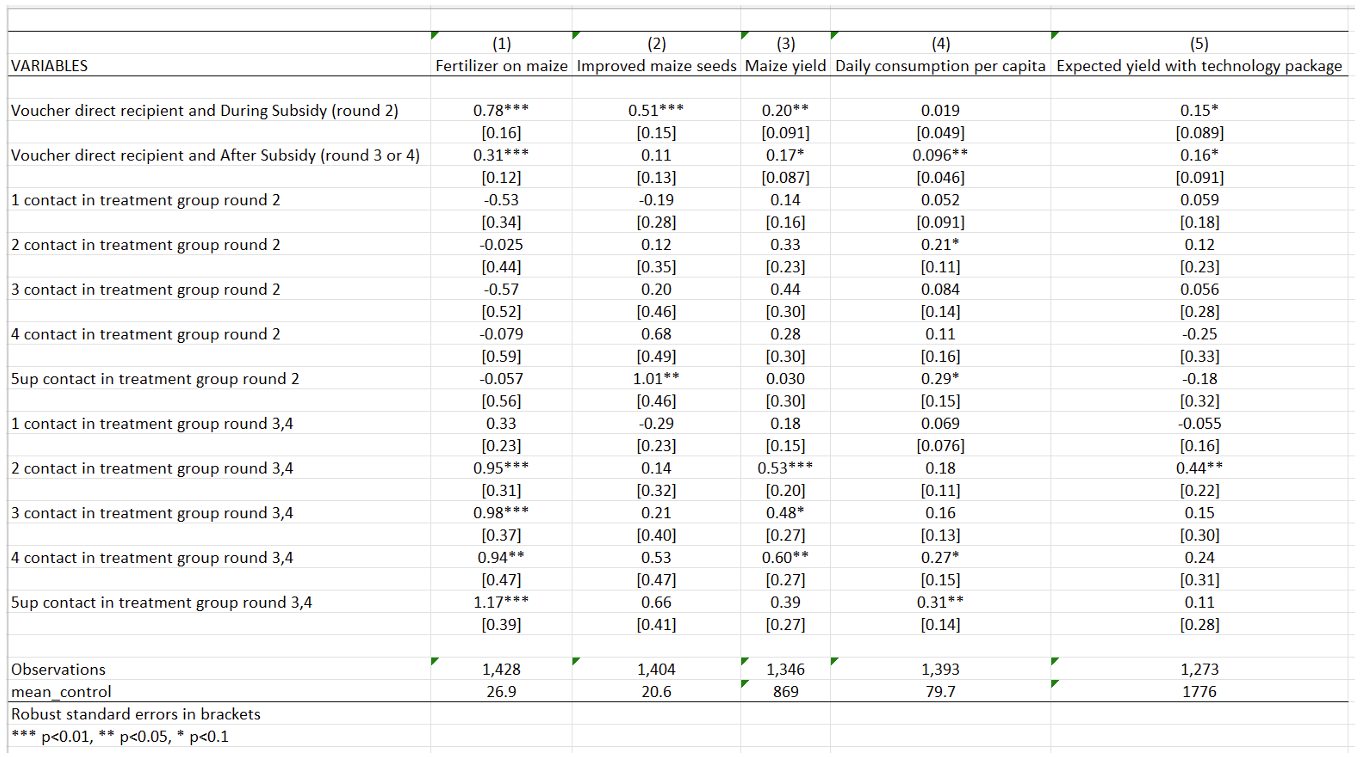 (1) (2) (3) (4) (5)
VARIABLES Fertilizer on maize Improved maize seeds Maize yield Daily consumption per capita Expected yield with technology package
Voucher direct recipient and During Subsidy (round 2) 0.78*** 0.51*** 0.20** 0.019 0.15*
[0.16] [0.15] [0.091] [0.049] [0.089]
Voucher direct recipient and After Subsidy (round 3 or 4) 0.31*** 0.11 0.17* 0.096** 0.16*
[0.12] [0.13] [0.087] [0.046] [0.091]
1 contact in treatment group round 2 -0.53 -0.19 0.14 0.052 0.059
[0.34] [0.28] [0.16] [0.091] [0.18]
2 contact in treatment group round 2 -0.025 0.12 0.33 0.21* 0.12
[0.44] [0.35] [0.23] [0.11] [0.23]
3 contact in treatment group round 2 -0.57 0.20 0.44 0.084 0.056
[0.52] [0.46] [0.30] [0.14] [0.28]
4 contact in treatment group round 2 -0.079 0.68 0.28 0.11 -0.25
[0.59] [0.49] [0.30] [0.16] [0.33]
5up contact in treatment group round 2 -0.057 1.01** 0.030 0.29* -0.18
[0.56] [0.46] [0.30] [0.15] [0.32]
1 contact in treatment group round 3,4 0.33 -0.29 0.18 0.069 -0.055
[0.23] [0.23] [0.15] [0.076] [0.16]
2 contact in treatment group round 3,4 0.95*** 0.14 0.53*** 0.18 0.44**
[0.31] [0.32] [0.20] [0.11] [0.22]
3 contact in treatment group round 3,4 0.98*** 0.21 0.48* 0.16 0.15
[0.37] [0.40] [0.27] [0.13] [0.30]
4 contact in treatment group round 3,4 0.94** 0.53 0.60** 0.27* 0.24
[0.47] [0.47] [0.27] [0.15] [0.31]
5up contact in treatment group round 3,4 1.17*** 0.66 0.39 0.31** 0.11
[0.39] [0.41] [0.27] [0.14] [0.28]
Observations 1,428 1,404 1,346 1,393 1,273
mean_control 26.9 20.6 869 79.7 1776
Robust standard errors in brackets
*** p<0.01, ** p<0.05, * p<0.1